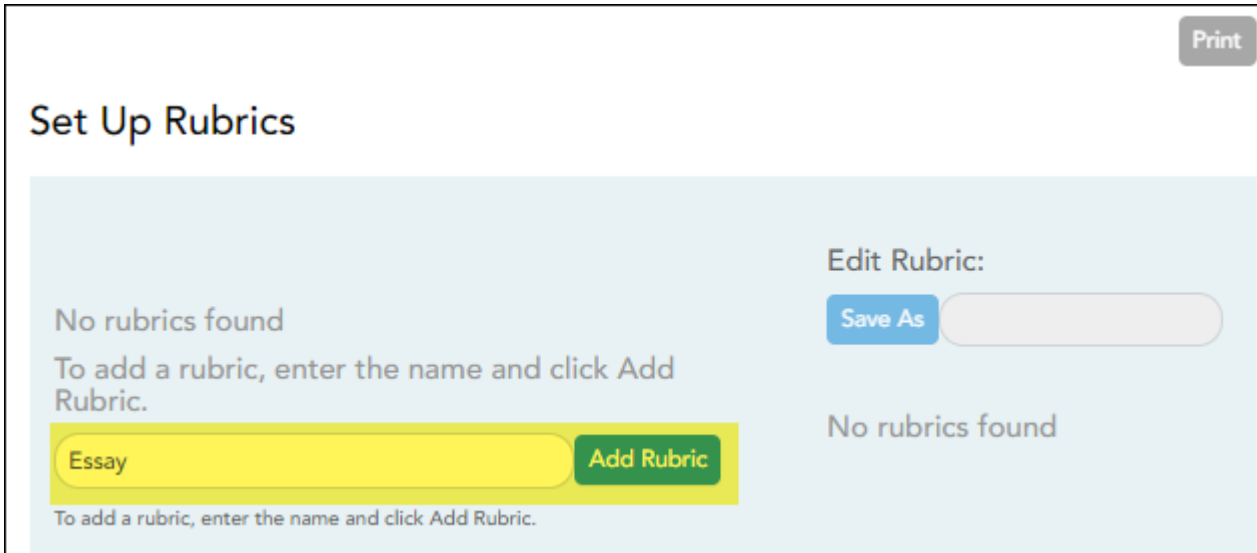 Print
Set Up Rubrics
No rubrics found
To add a rubric, enter the name and click Add
Rubric.
Essay
Add Rubric
To add a rubric, enter the name and click Add Rubric.
Edit Rubric:
Save As
No rubrics found